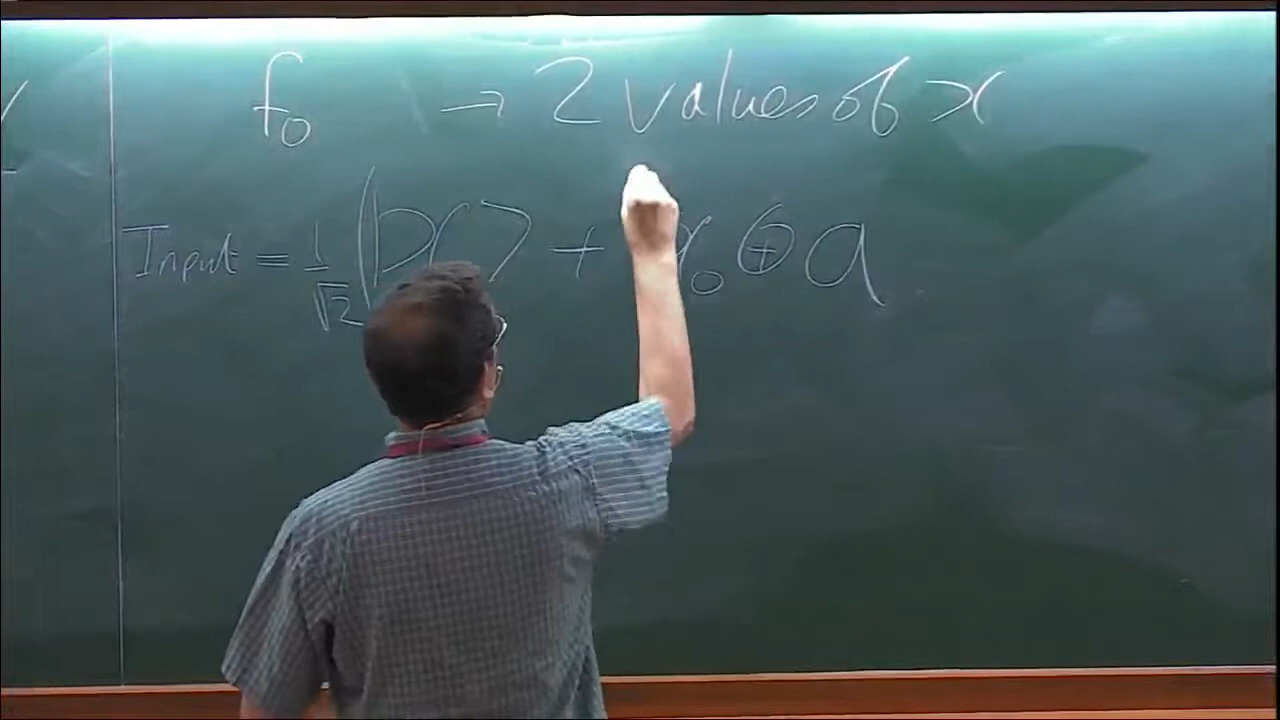 f₀ → 2 values of x
Input = 1/√2 |x⟩ + x₀ ⊕ a